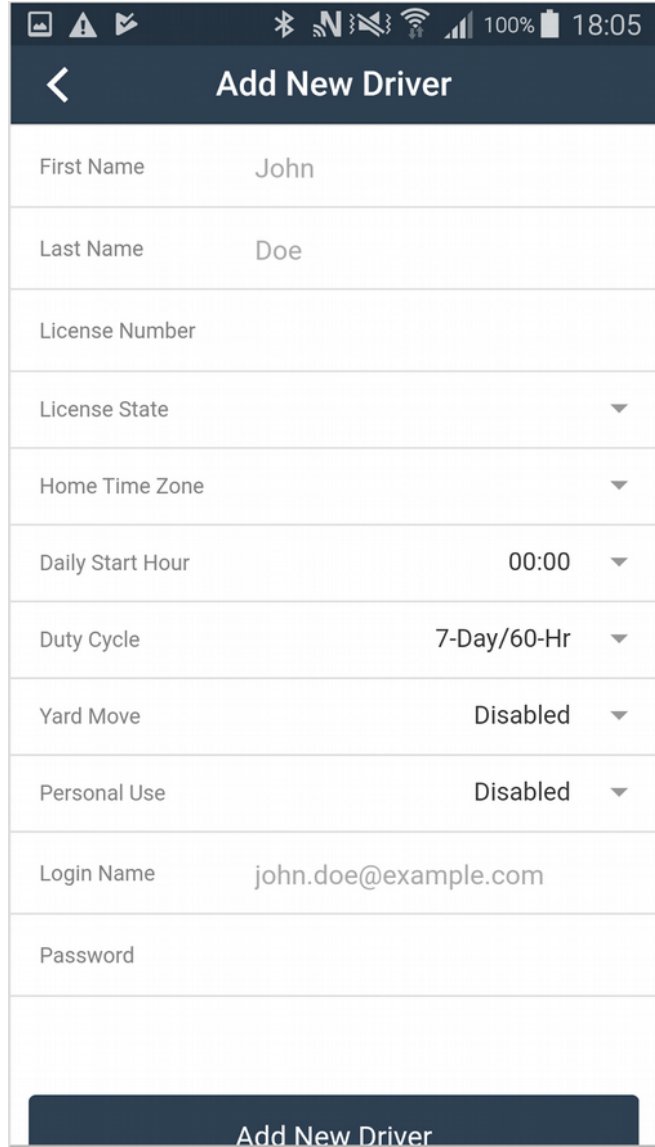 100% 18:05
Add New Driver
First Name John
Last Name Doe
License Number
License State
Home Time Zone
Daily Start Hour 00:00
Duty Cycle 7-Day/60-Hr
Yard Move Disabled
Personal Use Disabled
Login Name john.doe@example.com
Password
Add New Driver